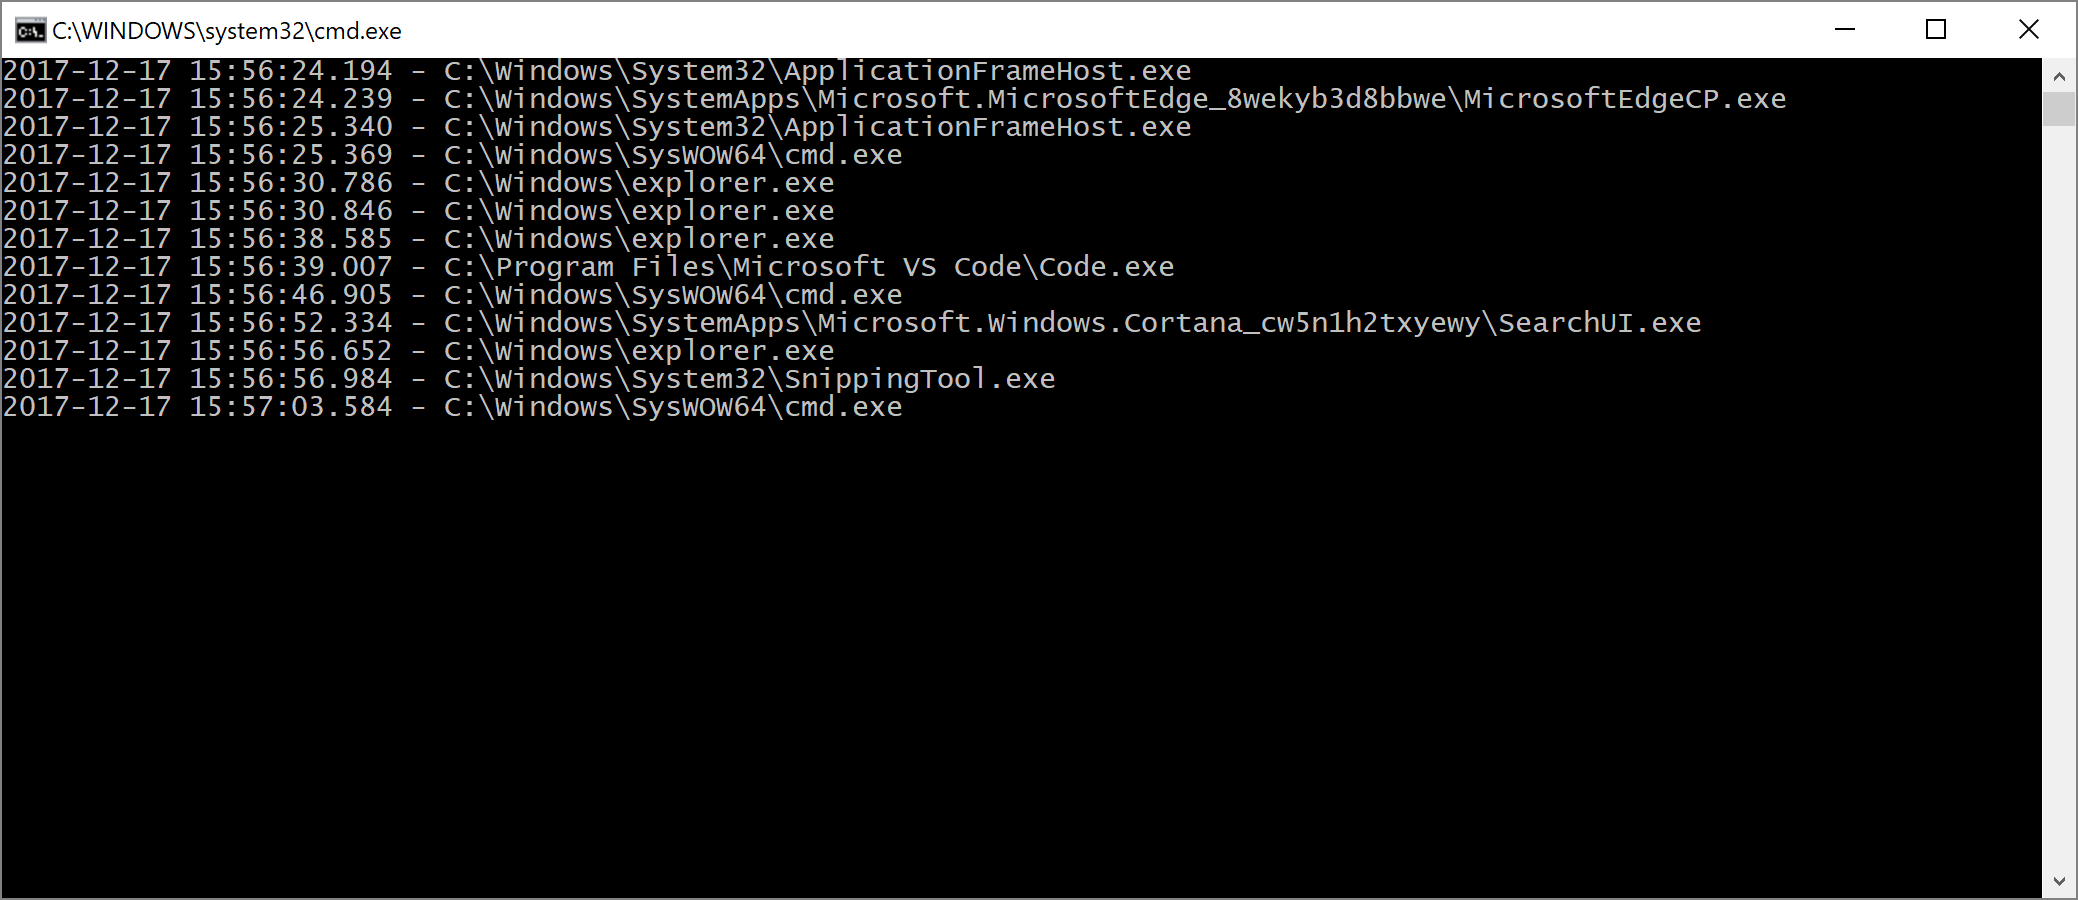 C:\WINDOWS\system32\cmd.exe
2017-12-17 15:56:24.194 - C:\Windows\System32\ApplicationFrameHost.exe
2017-12-17 15:56:24.239 - C:\Windows\SystemApps\Microsoft.MicrosoftEdge_8wekyb3d8bbwe\MicrosoftEdgeCP.exe
2017-12-17 15:56:25.340 - C:\Windows\System32\ApplicationFrameHost.exe
2017-12-17 15:56:25.369 - C:\Windows\SysWOW64\cmd.exe
2017-12-17 15:56:30.786 - C:\Windows\explorer.exe
2017-12-17 15:56:30.846 - C:\Windows\explorer.exe
2017-12-17 15:56:38.585 - C:\Windows\explorer.exe
2017-12-17 15:56:39.007 - C:\Program Files\Microsoft VS Code\Code.exe
2017-12-17 15:56:46.905 - C:\Windows\SysWOW64\cmd.exe
2017-12-17 15:56:52.334 - C:\Windows\SystemApps\Microsoft.Windows.Cortana_cw5n1h2txyewy\SearchUI.exe
2017-12-17 15:56:56.652 - C:\Windows\explorer.exe
2017-12-17 15:56:56.984 - C:\Windows\System32\SnippingTool.exe
2017-12-17 15:57:03.584 - C:\Windows\SysWOW64\cmd.exe